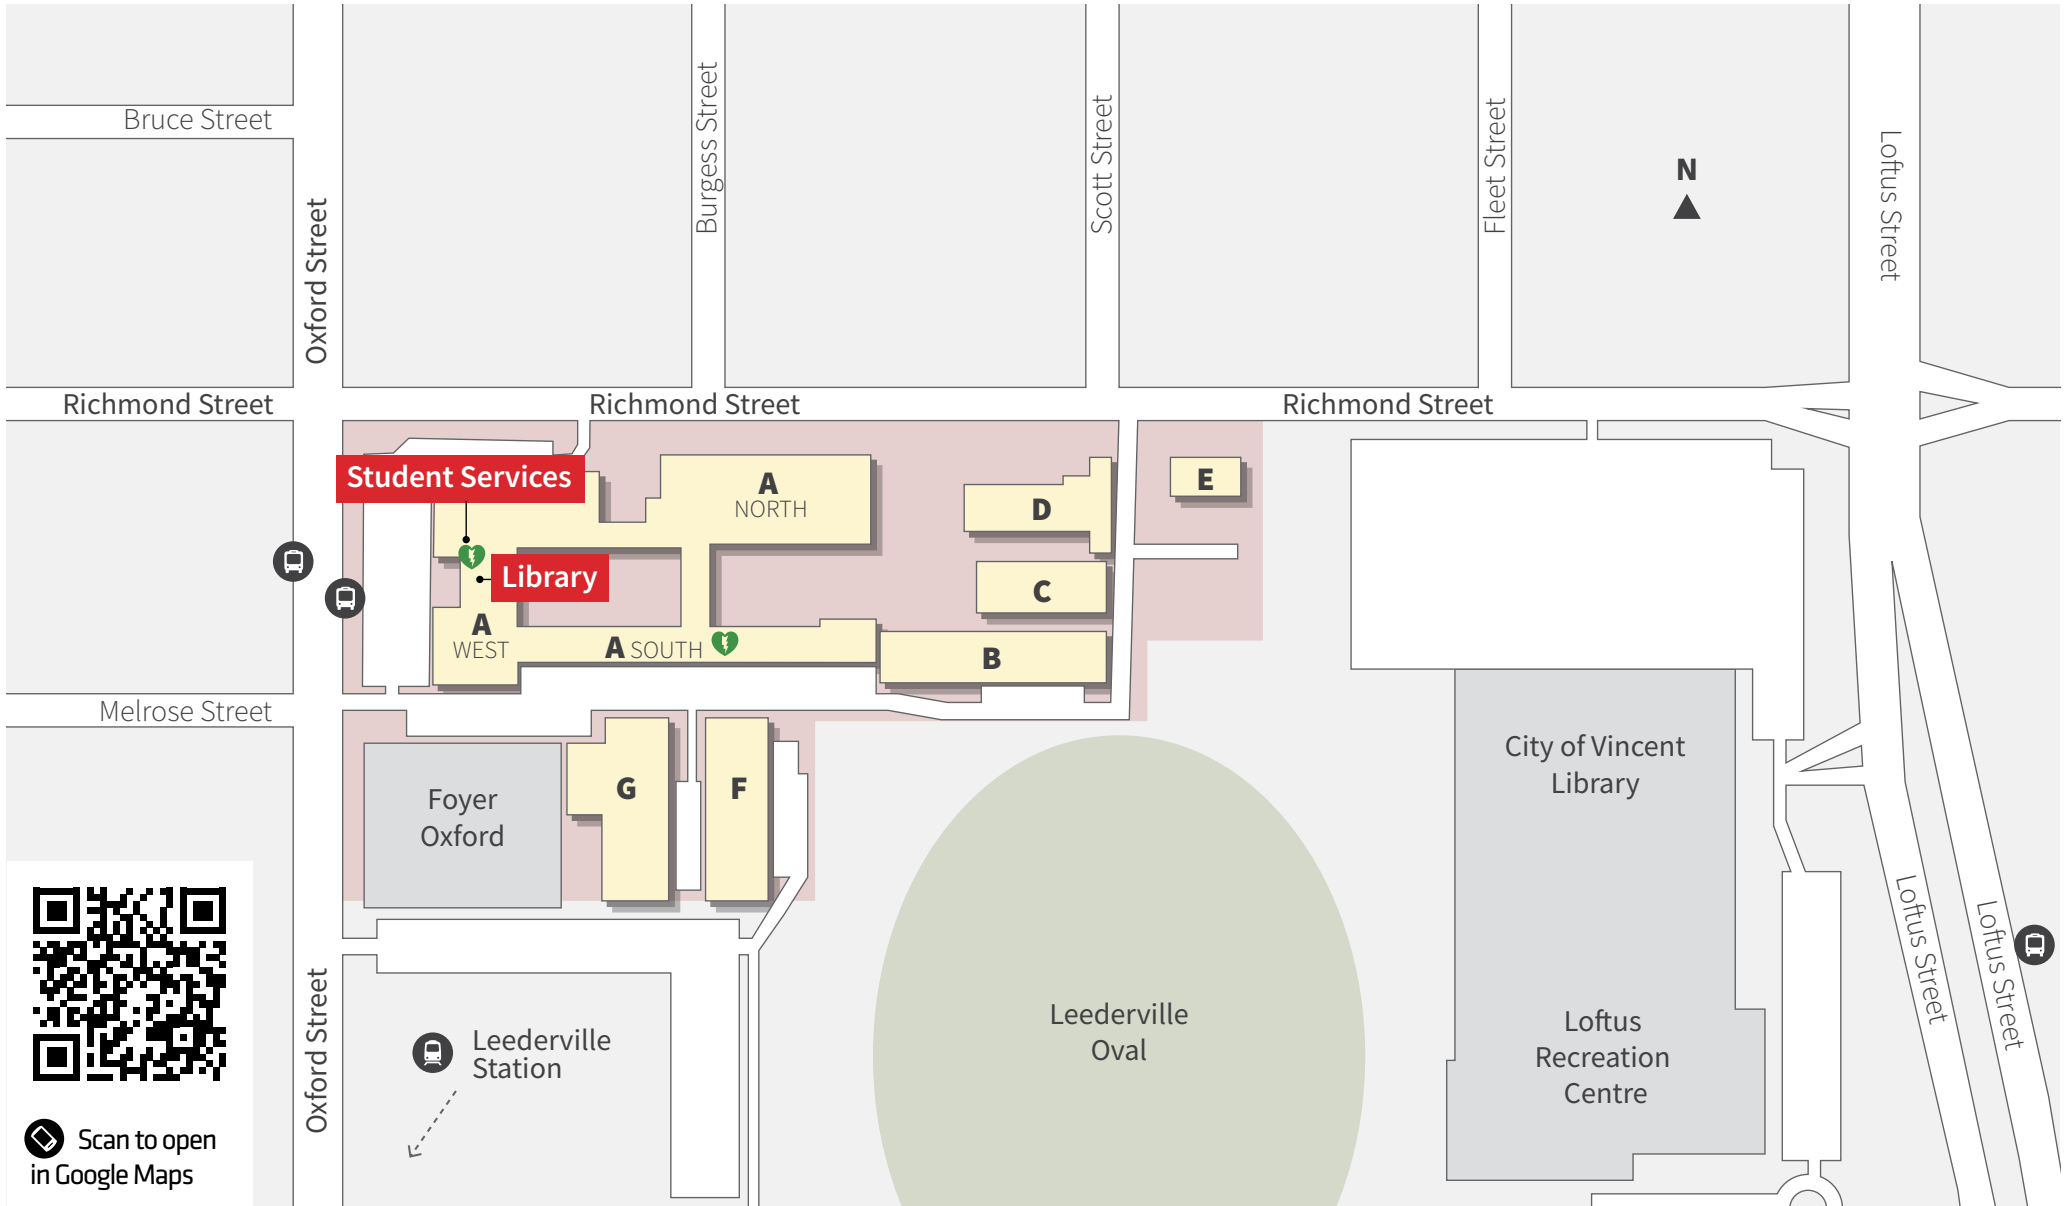 Bruce Street
Oxford Street
Burgess Street
Scott Street
Fleet Street
N
Loftus Street
Richmond Street
Richmond Street
Richmond Street
Student Services
A
NORTH
D
E
Library
C
A
WEST
A SOUTH
B
Melrose Street
G
F
Foyer
Oxford
City of Vincent
Library
Loftus Street
Loftus Street
Oxford Street
Leederville
Station
Leederville
Oval
Loftus
Recreation
Centre
Scan to open
in Google Maps